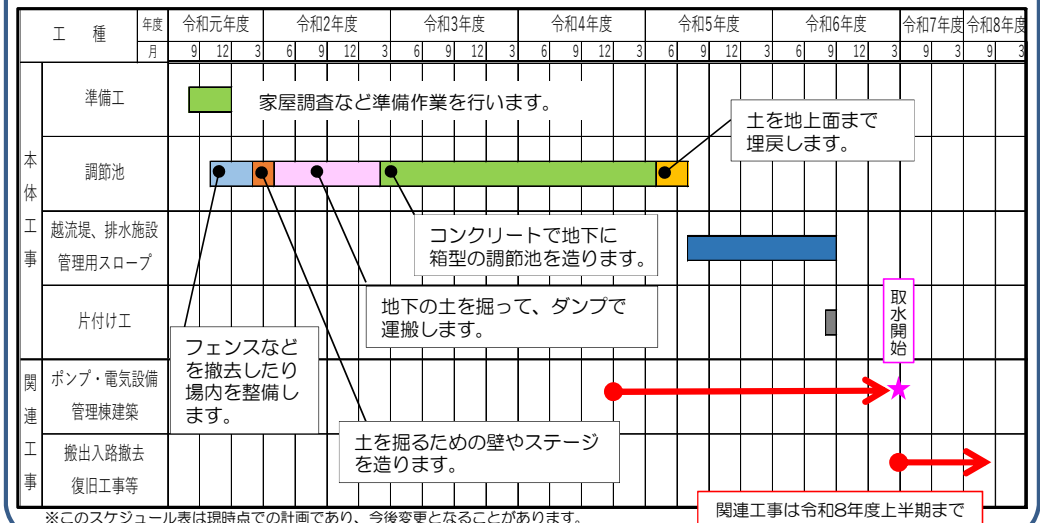 工 種
年度
月
令和元年度 令和2年度 令和3年度 令和4年度 令和5年度 令和6年度 令和7年度 令和8年度
9 12 3 6 9 12 3 6 9 12 3 6 9 12 3 6 9 12 3 6 9 12 3 9 3 9 3
本体工事
準備工
家屋調査など準備作業を行います。
調節池
土を地上面まで
埋戻します。
越流堤、排水施設
管理用スロープ
コンクリートで地下に
箱型の調節池を造ります。
片付け工
地下の土を掘って、ダンプで
運搬します。
取水開始
フェンスなど
を撤去したり
場内を整備し
ます。
関連工事
ポンプ・電気設備
管理棟建築
土を掘るための壁やステージ
を造ります。
搬出入路撤去
復旧工事等
関連工事は令和8年度上半期まで
※このスケジュール表は現時点での計画であり、今後変更となることがあります。